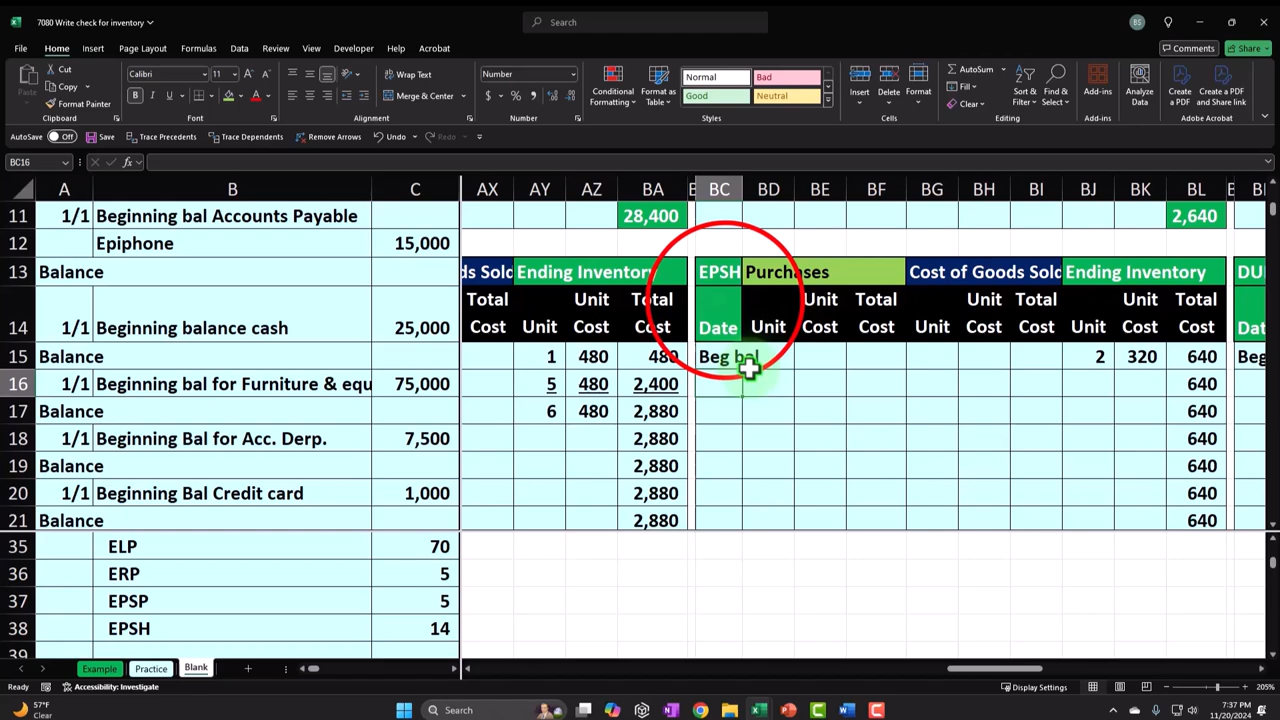 7080 Write check for inventory
Search
BS
File Home Insert Page Layout Formulas Data Review View Developer Help Acrobat
Comments Share
Paste Cut Copy Format Painter
Calibri 11
Wrap Text
Merge & Center
Number
Conditional Formatting Format as Table
Normal Bad
Good Neutral
Insert Delete Format
AutoSum Fill Clear
Sort & Filter Find & Select
Add-ins
Analyze Data
Create a PDF Create a PDF and Share link
Clipboard Font Alignment Number Styles Cells Editing Add-ins Adobe Acrobat
AutoSave Off Save Trace Precedents Trace Dependents Remove Arrows Undo Redo
BC16 fx
A B C AX AY AZ BA BC BD BE BF BG BH BI BJ BK BL
11 1/1 Beginning bal Accounts Payable 28,400 2,640
12 Epiphone 15,000
13 Balance Ending Inventory EPSH Purchases Cost of Goods Sold Ending Inventory
14 1/1 Beginning balance cash 25,000 Total Cost Unit Unit Cost Total Cost Date Unit Unit Cost Total Cost Unit Unit Cost Total Cost Unit Unit Cost Total Cost
15 Balance 1 480 480 Beg bal 2 320 640 Beg
16 1/1 Beginning bal for Furniture & equ 75,000 5 480 2,400 640
17 Balance 6 480 2,880 640
18 1/1 Beginning Bal for Acc. Derp. 7,500 2,880 640
19 Balance 2,880 640
20 1/1 Beginning Bal Credit card 1,000 2,880 640
21 Balance 2,880 640
35 ELP 70
36 ERP 5
37 EPSP 5
38 EPSH 14
39
Example Practice Blank
Ready Accessibility: Investigate Display Settings 205%
57°F Clear
Search
7:37 PM
11/20/2024